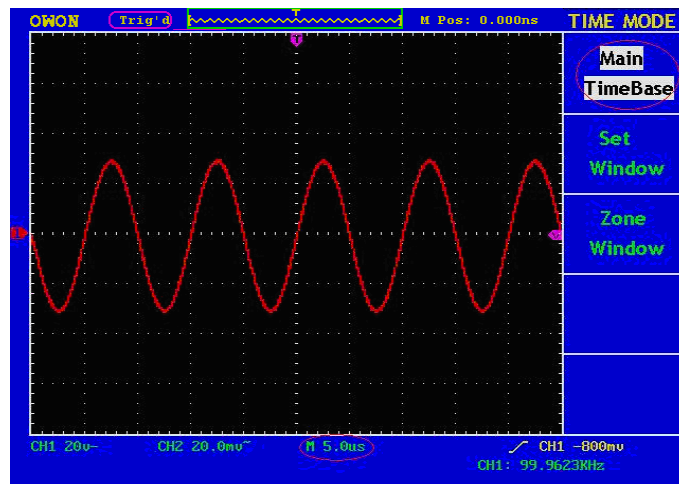 OWON Trig'd T M Pos: 0.000ns TIME MODE
T
Main
TimeBase
Set
Window
Zone
Window
1
CH1 20v- CH2 20.0mv~ M 5.0us CH1 -800mv
CH1: 99.9623KHz